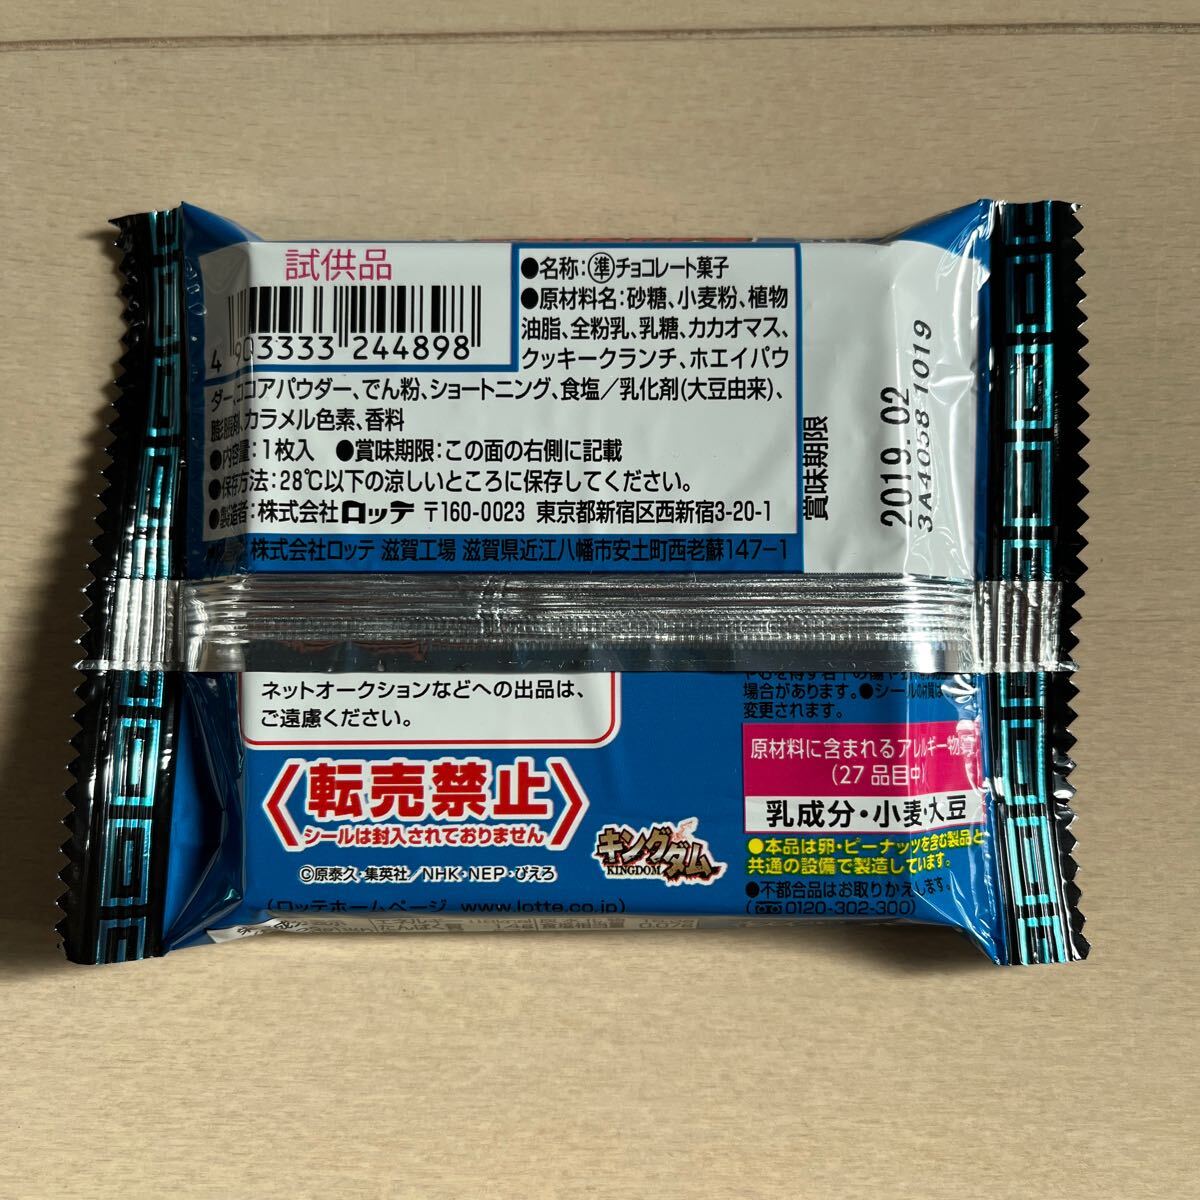 試供品
4 903333 244898
●名称:㊤チョコレート菓子
●原材料名:砂糖、小麦粉、植物
油脂、全粉乳、乳糖、カカオマス、
クッキークランチ、ホエイパウ
ダー、ココアパウダー、でん粉、ショートニング、食塩/乳化剤(大豆由来)、
膨脹剤、カラメル色素、香料
●内容量:1枚入 ●賞味期限:この面の右側に記載
●保存方法:28℃以下の涼しいところに保存してください。
●製造者:株式会社ロッテ 〒160-0023 東京都新宿区西新宿3-20-1
株式会社ロッテ 滋賀工場 滋賀県近江八幡市安土町西老蘇147-1
賞味期限
2019.02
3A4058 1019
ネットオークションなどへの出品は、
ご遠慮ください。
転売禁止
シールは封入されておりません
©原泰久・集英社/NHK・NEP・ぴえろ
キングダム
KINGDOM
(ロッテホームページ www.lotte.co.jp)
場合があります。●シールの材質は
変更されます。
原材料に含まれるアレルギー物質
(27品目中)
乳成分・小麦・大豆
●本品は卵・ピーナッツを含む製品と
共通の設備で製造しています。
●不都合品はお取りかえします。
0120-302-300)